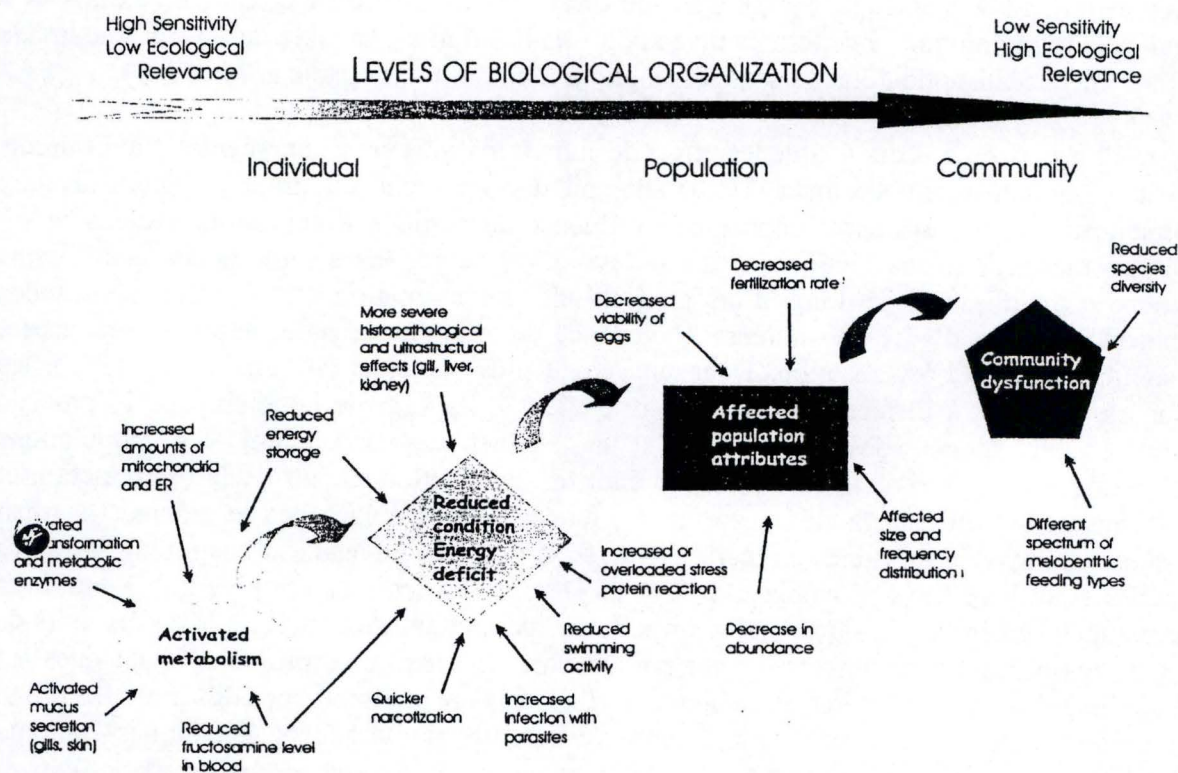 High Sensitivity
Low Ecological
Relevance
Low Sensitivity
High Ecological
Relevance
LEVELS OF BIOLOGICAL ORGANIZATION
Individual
Population
Community
Reduced
species
diversity
Decreased
fertilization rate
Decreased
viability of
eggs
More severe
histopathological
and ultrastructural
effects (gill, liver,
kidney)
Community
dysfunction
Affected
population
attributes
Increased
amounts of
mitochondria
and ER
Reduced
energy
storage
Reduced
condition
Energy
deficit
and metabolic
enzymes
Increased or
overloaded stress
protein reaction
Affected
size and
frequency
distribution
Different
spectrum of
meiobenthic
feeding types
Activated
metabolism
Reduced
swimming
activity
Decrease in
abundance
Activated
mucus
secretion
(gills, skin)
Reduced
fructosamine level
in blood
Quicker
narcotization
Increased
infection with
parasites